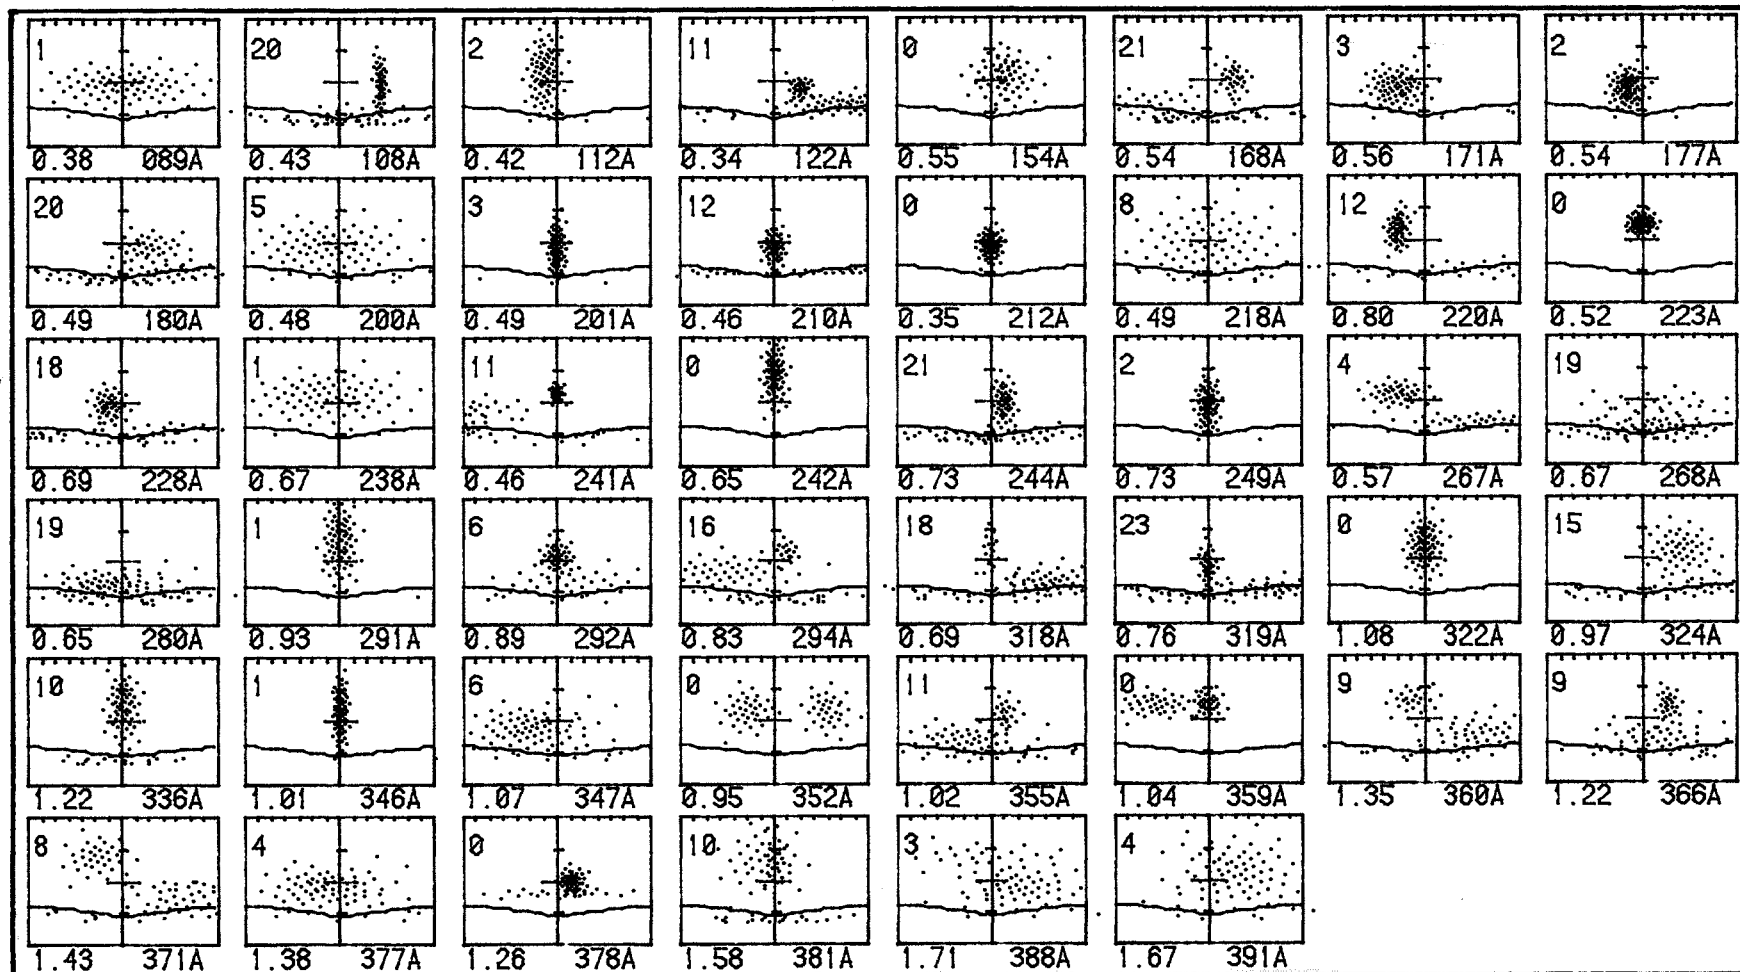 1 20 2 11 0 21 3 2
0.38 089A 0.43 108A 0.42 112A 0.34 122A 0.55 154A 0.54 168A 0.56 171A 0.54 177A
20 5 3 12 0 8 12 0
0.49 180A 0.48 200A 0.49 201A 0.46 210A 0.35 212A 0.49 218A 0.80 220A 0.52 223A
18 1 11 0 21 2 4 19
0.69 228A 0.67 238A 0.46 241A 0.65 242A 0.73 244A 0.73 249A 0.57 267A 0.67 268A
19 1 6 16 18 23 0 15
0.65 280A 0.93 291A 0.89 292A 0.83 294A 0.69 318A 0.76 319A 1.08 322A 0.97 324A
10 1 6 0 11 0 9 9
1.22 336A 1.01 346A 1.07 347A 0.95 352A 1.02 355A 1.04 359A 1.35 360A 1.22 366A
8 4 0 10 3 4
1.43 371A 1.38 377A 1.26 378A 1.58 381A 1.71 388A 1.67 391A